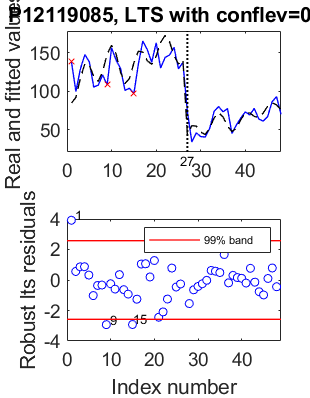 12119085, LTS with conflev=0
Real and fitted values
150
100
50
0 10 20 30 40
27
Robust lts residuals
4
2
0
-2
-4
1
99% band
9 15
0 10 20 30 40
Index number